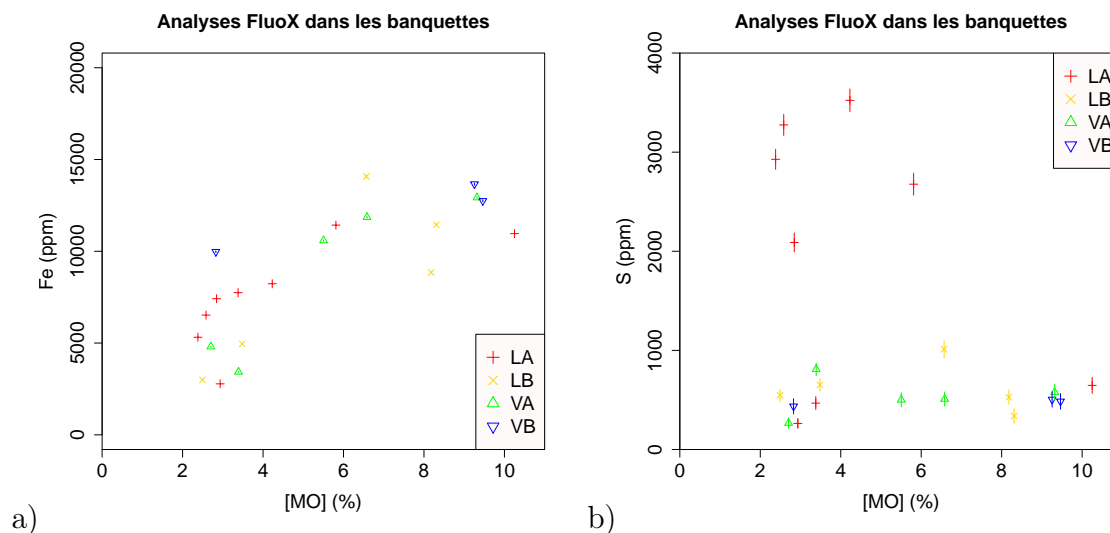 Analyses FluoX dans les banquettes
Fe (ppm)
20000
15000
10000
5000
0
LA
LB
VA
VB
0 2 4 6 8 10
[MO] (%)
a)
Analyses FluoX dans les banquettes
S (ppm)
4000
3000
2000
1000
0
LA
LB
VA
VB
0 2 4 6 8 10
[MO] (%)
b)